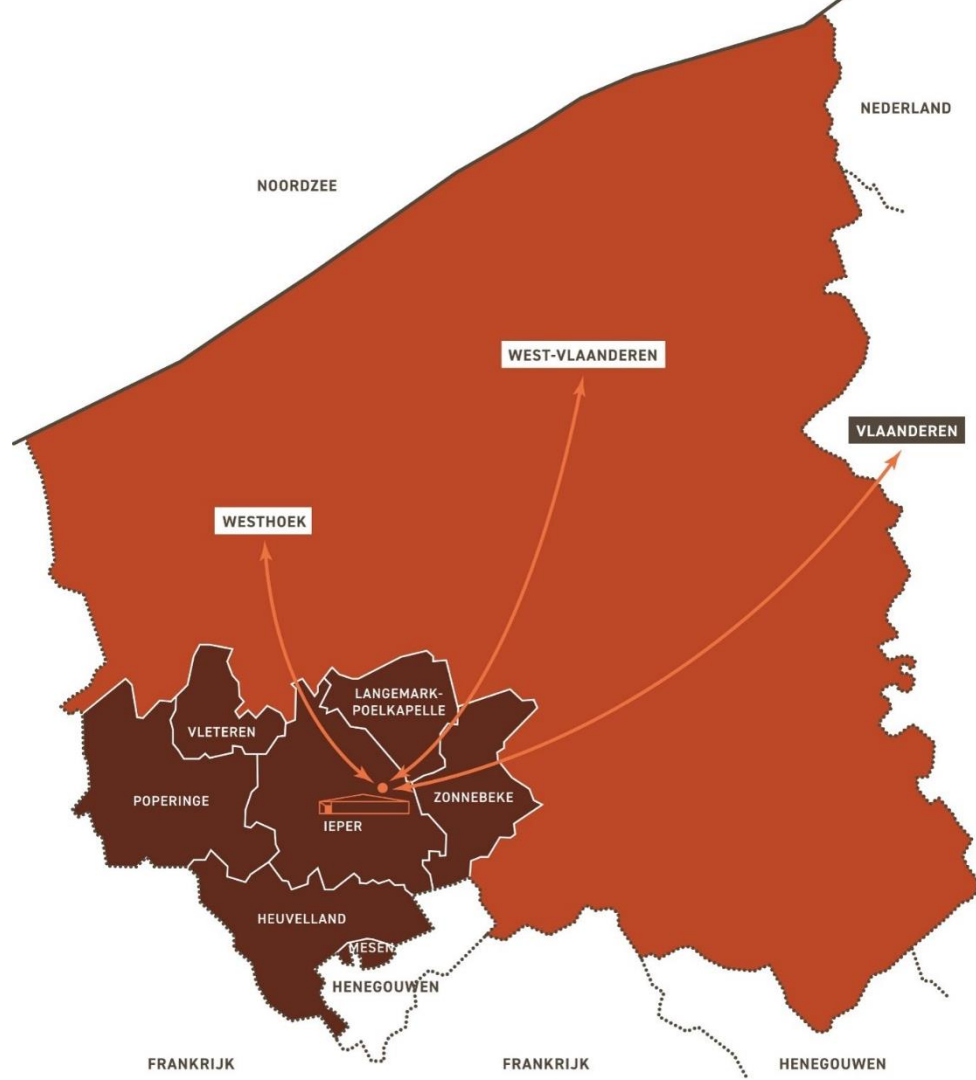 NEDERLAND
NOORDZEE
WEST-VLAANDEREN
VLAANDEREN
WESTHOEK
LANGEMARK-
POELKAPELLE
VLETEREN
POPERINGE
ZONNEBEKE
IEPER
HEUVELLAND
MESEN
HENEGOUWEN
FRANKRIJK
FRANKRIJK
HENEGOUWEN